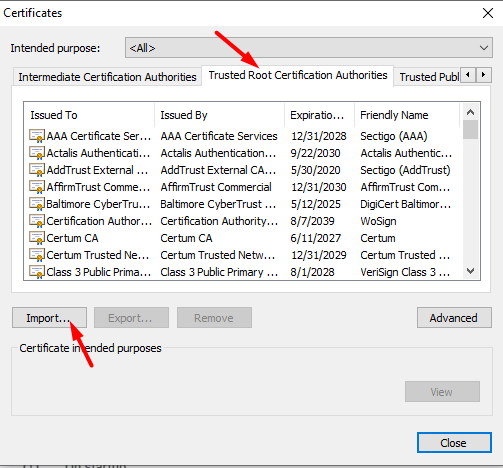 Certificates
Intended purpose: <All>
Intermediate Certification Authorities Trusted Root Certification Authorities Trusted Publ
Issued To Issued By Expiratio... Friendly Name
AAA Certificate Ser... AAA Certificate Services 12/31/2028 Sectigo (AAA)
Actalis Authentication... Actalis Authentication... 9/22/2030 Actalis Authentic...
AddTrust External ... AddTrust External CA... 5/30/2020 Sectigo (AddTrust)
AffirmTrust Comme... AffirmTrust Commercial 12/31/2030 AffirmTrust Com...
Baltimore CyberTru... Baltimore CyberTrust ... 5/12/2025 DigiCert Baltimor...
Certification Author... Certification Authority... 8/7/2039 WoSign
Certum CA Certum CA 6/11/2027 Certum
Certum Trusted Ne... Certum Trusted Netw... 12/31/2029 Certum Trusted ...
Class 3 Public Prima... Class 3 Public Primary ... 8/1/2028 VeriSign Class 3 ...
Import... Export... Remove Advanced
Certificate intended purposes
View
Close